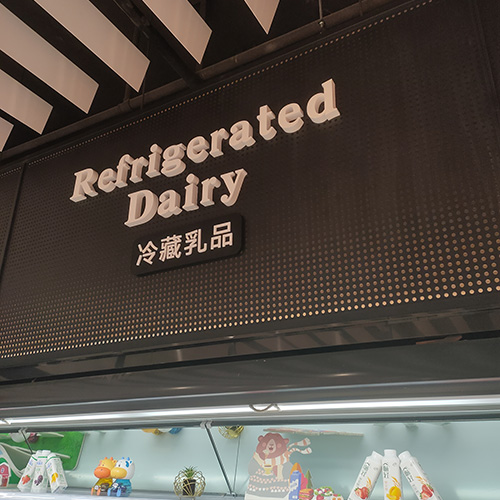 Refrigerated
Dairy
冷藏乳品